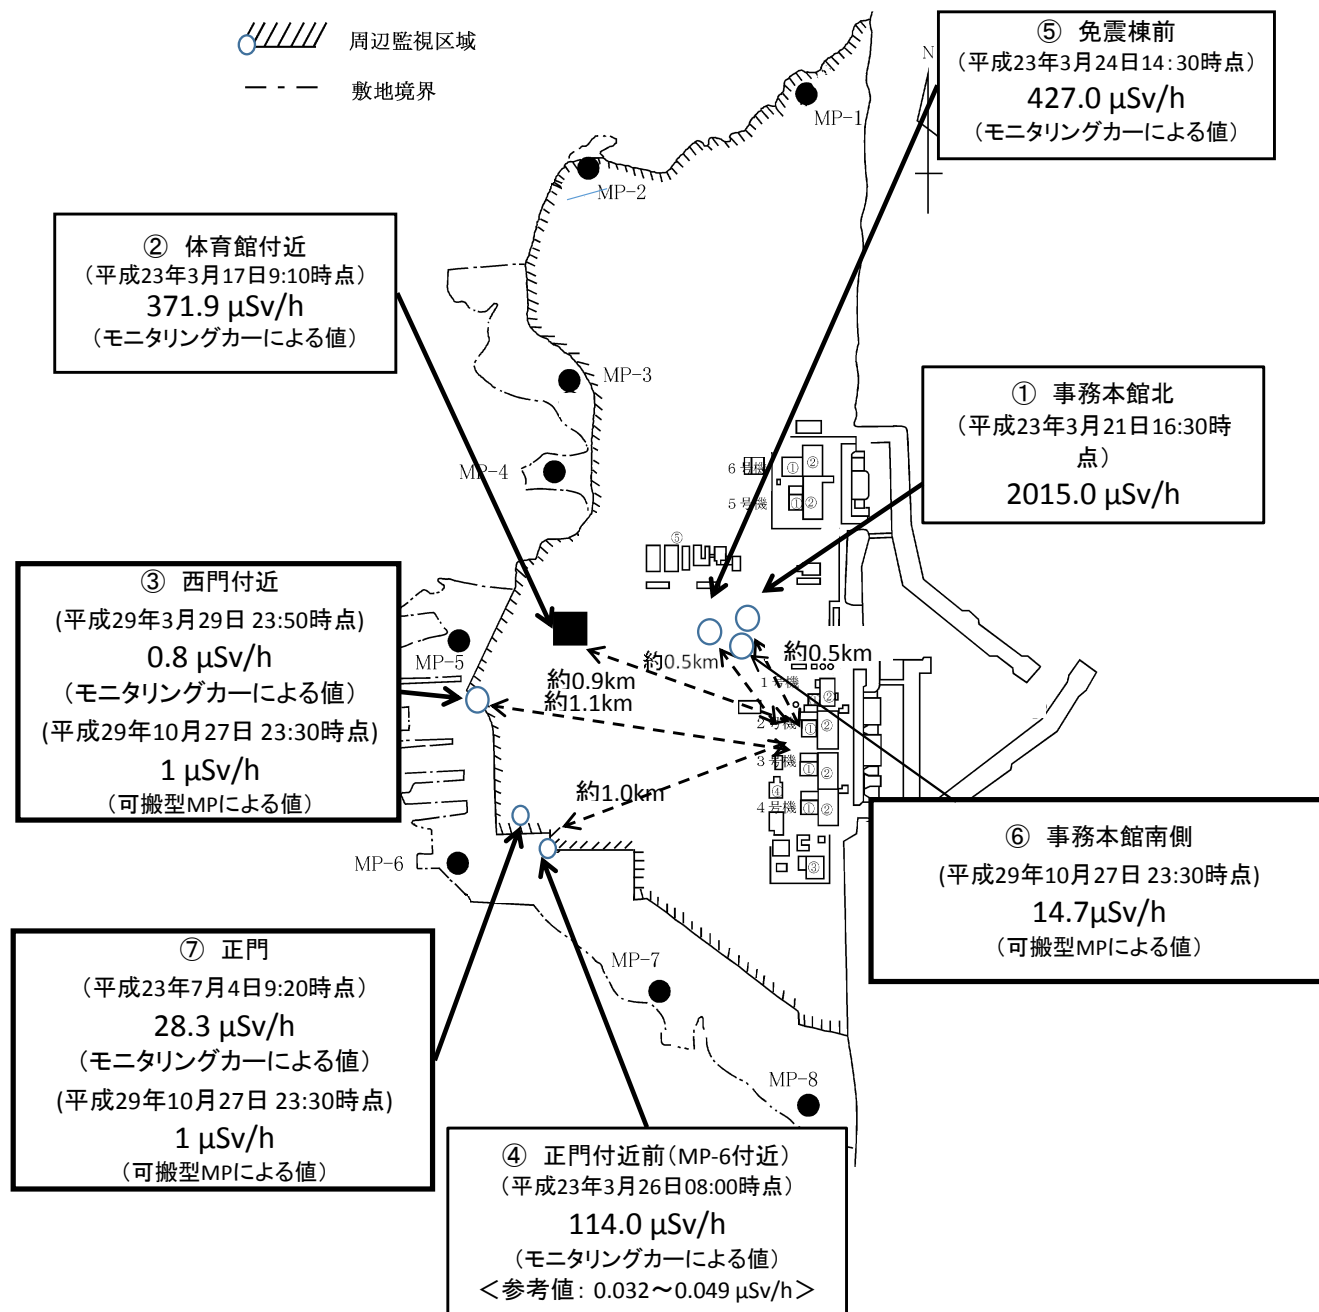 周辺監視区域
敷地境界
⑤ 免震棟前
(平成23年3月24日14:30時点)
427.0 µSv/h
(モニタリングカーによる値)
N
MP-1
MP-2
② 体育館付近
(平成23年3月17日9:10時点)
371.9 µSv/h
(モニタリングカーによる値)
MP-3
① 事務本館北
(平成23年3月21日16:30時
点)
2015.0 µSv/h
MP-4
6号機
① ②
5号機
① ②
⑤
③ 西門付近
(平成29年3月29日 23:50時点)
0.8 µSv/h
(モニタリングカーによる値)
(平成29年10月27日 23:30時点)
1 µSv/h
(可搬型MPによる値)
MP-5
約0.5km
約0.5km
約0.9km
約1.1km
1号機
②
2号機
① ②
3号機
① ②
④
約1.0km
4号機
① ②
③
MP-6
⑥ 事務本館南側
(平成29年10月27日 23:30時点)
14.7µSv/h
(可搬型MPによる値)
⑦ 正門
(平成23年7月4日9:20時点)
28.3 µSv/h
(モニタリングカーによる値)
(平成29年10月27日 23:30時点)
1 µSv/h
(可搬型MPによる値)
MP-7
MP-8
④ 正門付近前(MP-6付近)
(平成23年3月26日08:00時点)
114.0 µSv/h
(モニタリングカーによる値)
<参考値: 0.032~0.049 µSv/h>